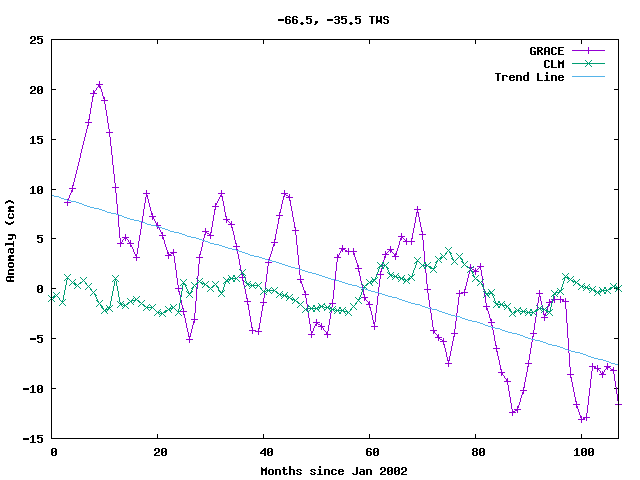 -66.5, -35.5 TWS
GRACE
CLM
Trend Line
25
20
15
10
5
0
-5
-10
-15
Anomaly (cm)
0 20 40 60 80 100
Months since Jan 2002